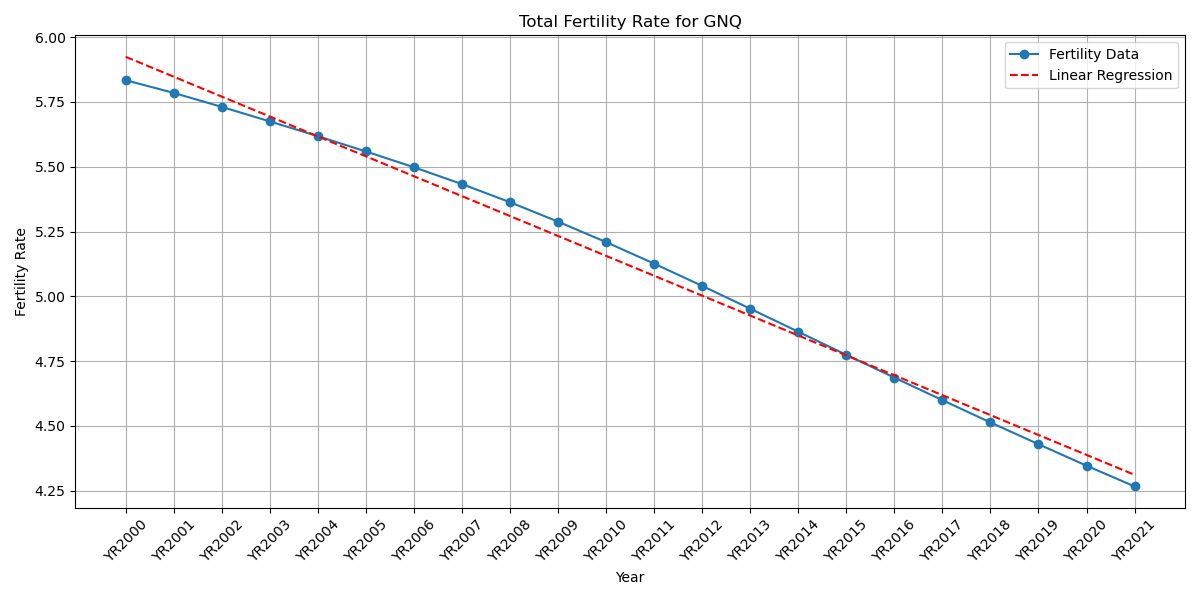 Total Fertility Rate for GNQ
Fertility Data
Linear Regression
Fertility Rate
6.00
5.75
5.50
5.25
5.00
4.75
4.50
4.25
YR2000
YR2001
YR2002
YR2003
YR2004
YR2005
YR2006
YR2007
YR2008
YR2009
YR2010
YR2011
YR2012
YR2013
YR2014
YR2015
YR2016
YR2017
YR2018
YR2019
YR2020
YR2021
Year